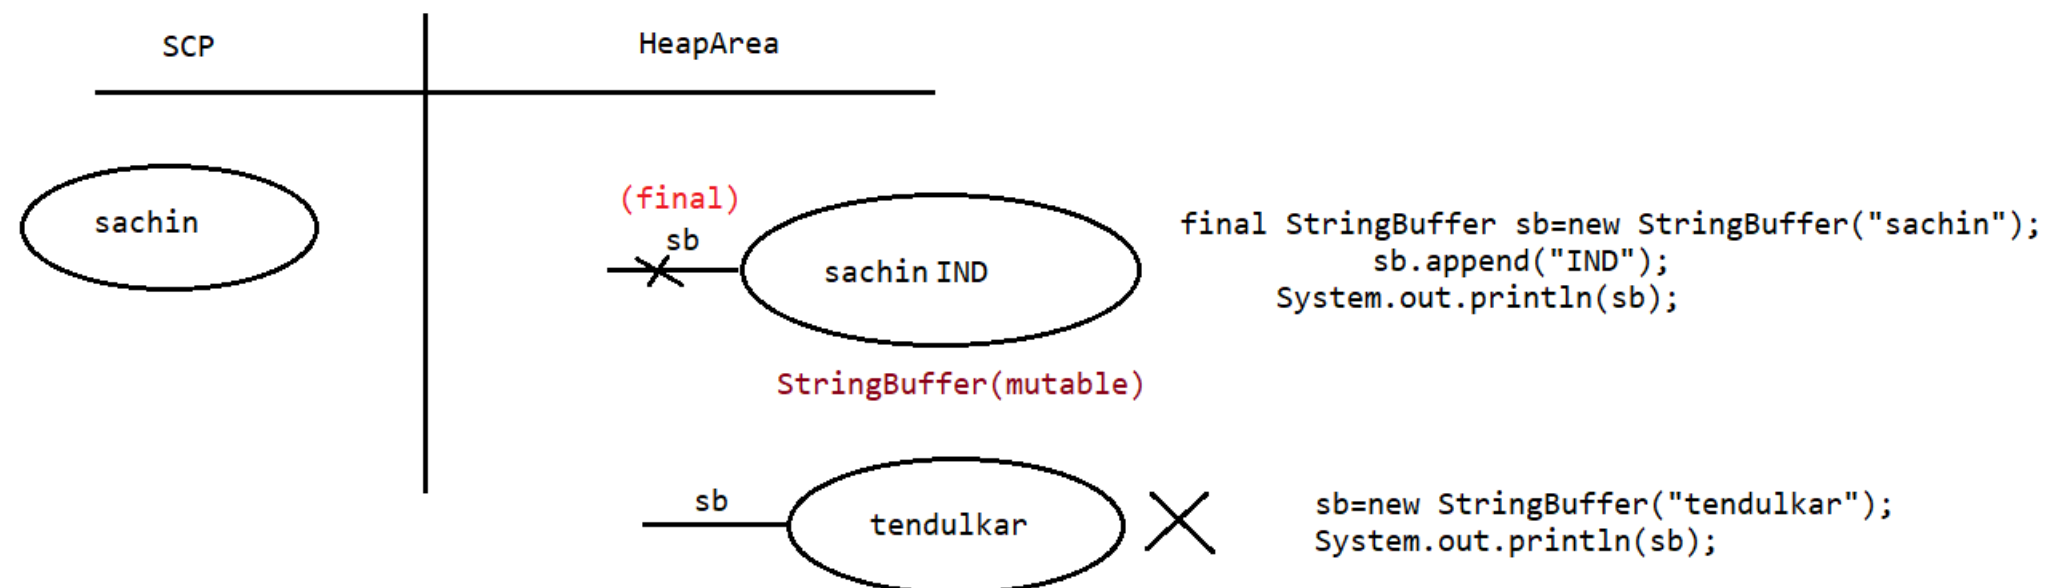 SCP
HeapArea
sachin
(final)
sb
sachin IND
StringBuffer(mutable)
final StringBuffer sb=new StringBuffer("sachin");
sb.append("IND");
System.out.println(sb);
sb
tendulkar
sb=new StringBuffer("tendulkar");
System.out.println(sb);